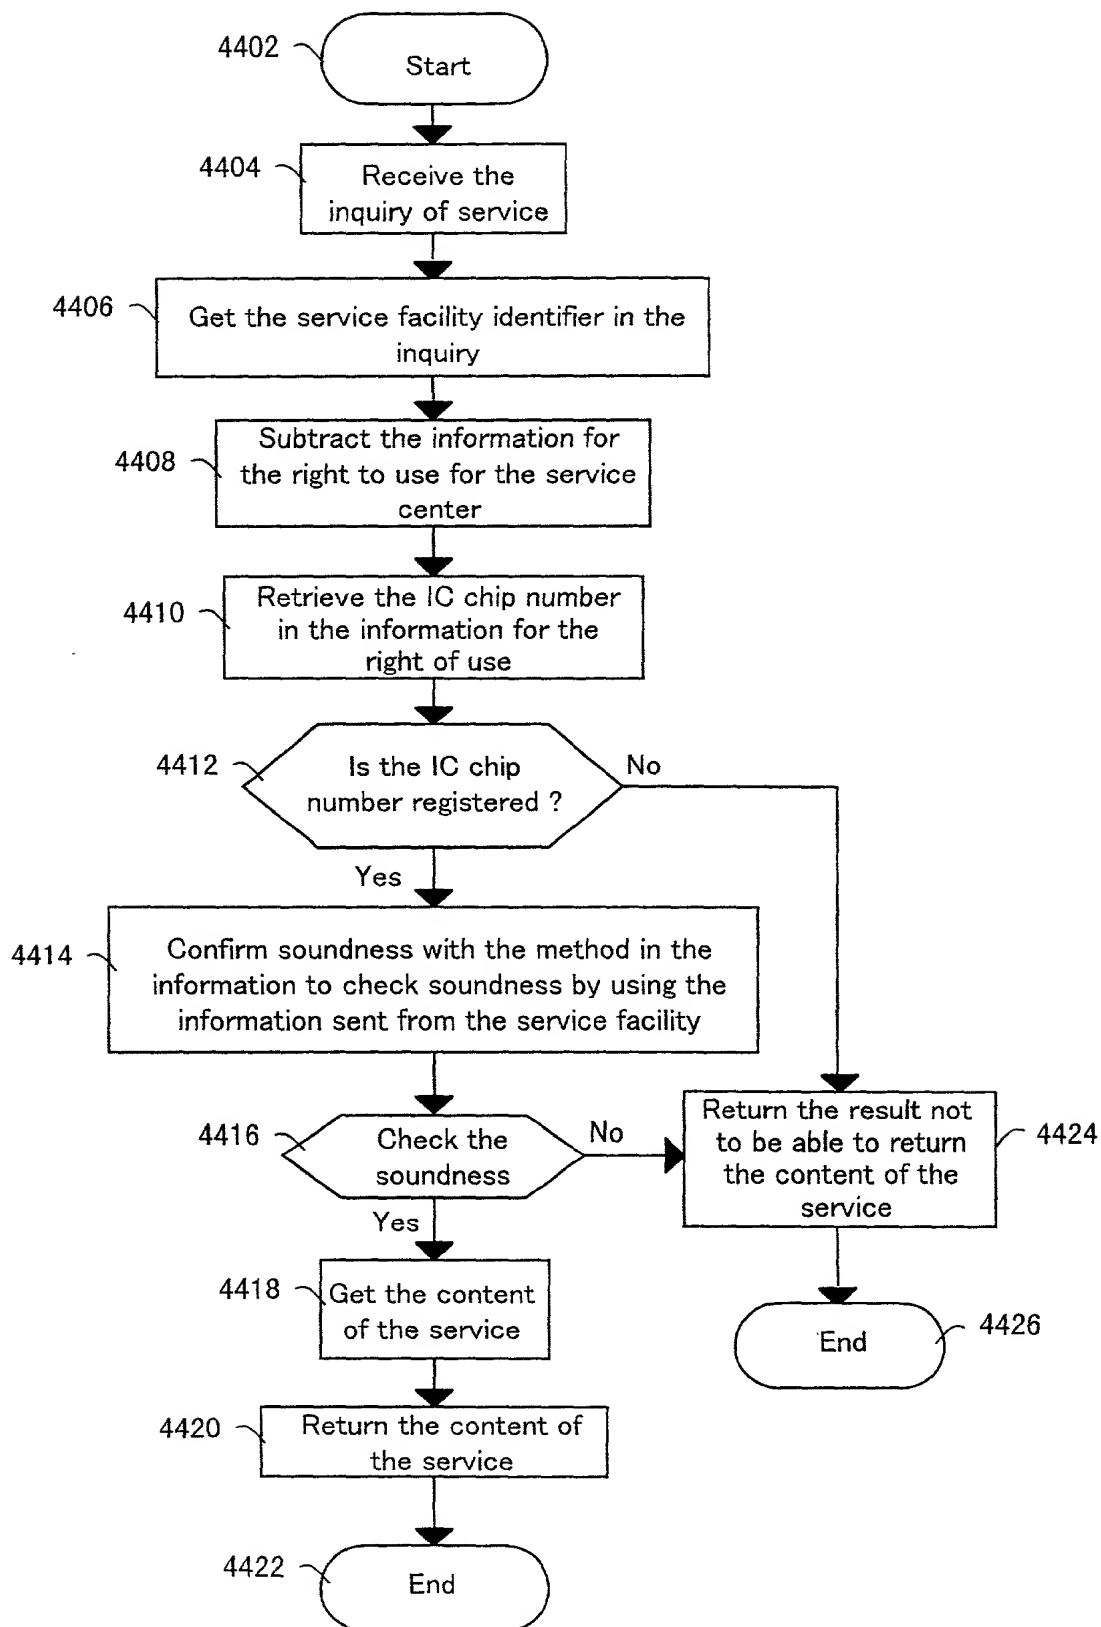 4402
Start
4404
Receive the
inquiry of service
4406
Get the service facility identifier in the
inquiry
4408
Subtract the information for
the right to use for the service
center
4410
Retrieve the IC chip number
in the information for the
right of use
4412
Is the IC chip
number registered ?
No
Yes
4414
Confirm soundness with the method in the
information to check soundness by using the
information sent from the service facility
4416
Check the
soundness
No
Yes
Return the result not
to be able to return
the content of the
service
4424
4418
Get the content
of the service
End
4426
4420
Return the content of
the service
4422
End